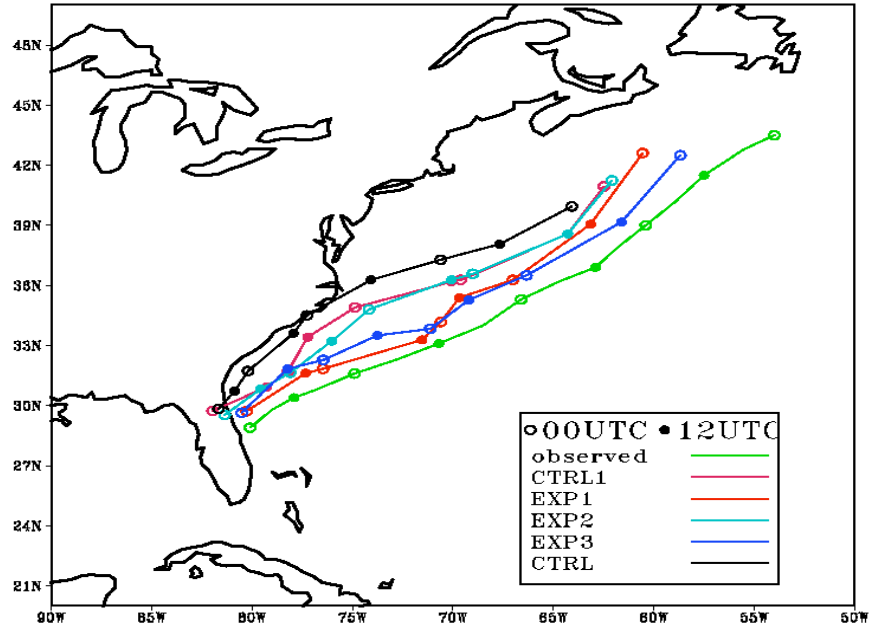 48N
45N
42N
39N
36N
33N
30N
27N
24N
21N
00UTC 12UTC
observed
CTRL1
EXP1
EXP2
EXP3
CTRL
90W 85W 80W 75W 70W 65W 60W 55W 50W